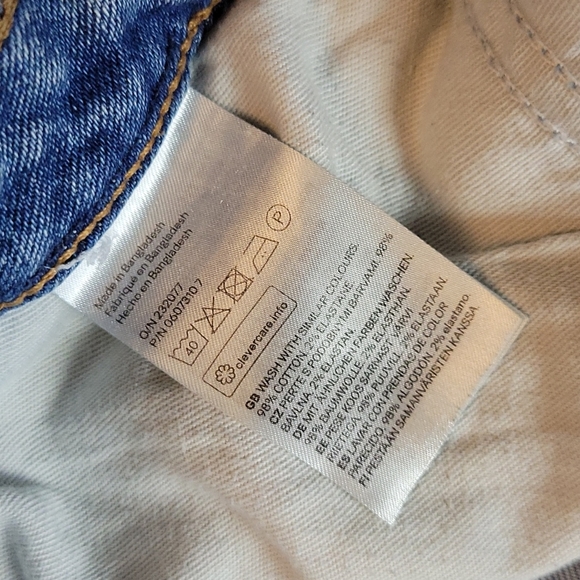 Made in Bangladesh
Fabriqué en Bangladesh
Hecho en Bangladesh
O/N 232077
P/N 0507310 7
40
P
clevercare.info
GB WASH WITH SIMILAR COLOURS.
98% COTTON, 2% ELASTANE
CZ PERTE S PODOBNÝMI BARVAMI. 98%
BAVLNA, 2% ELASTAN.
DE MIT ÄHNLICHEN FARBEN WASCHEN.
98% BAUMWOLLE, 2% ELASTHAN.
EE PESE KOOS SARNAST VÄRVI
RIIETEGA. 98% PUUVILL, 2% ELASTAAN.
ES LAVAR CON PRENDAS DE COLOR
PARECIDO. 98% ALGODÓN, 2% elastano.
FI PESTÄÄN SAMANVÄRISTEN KANSSA